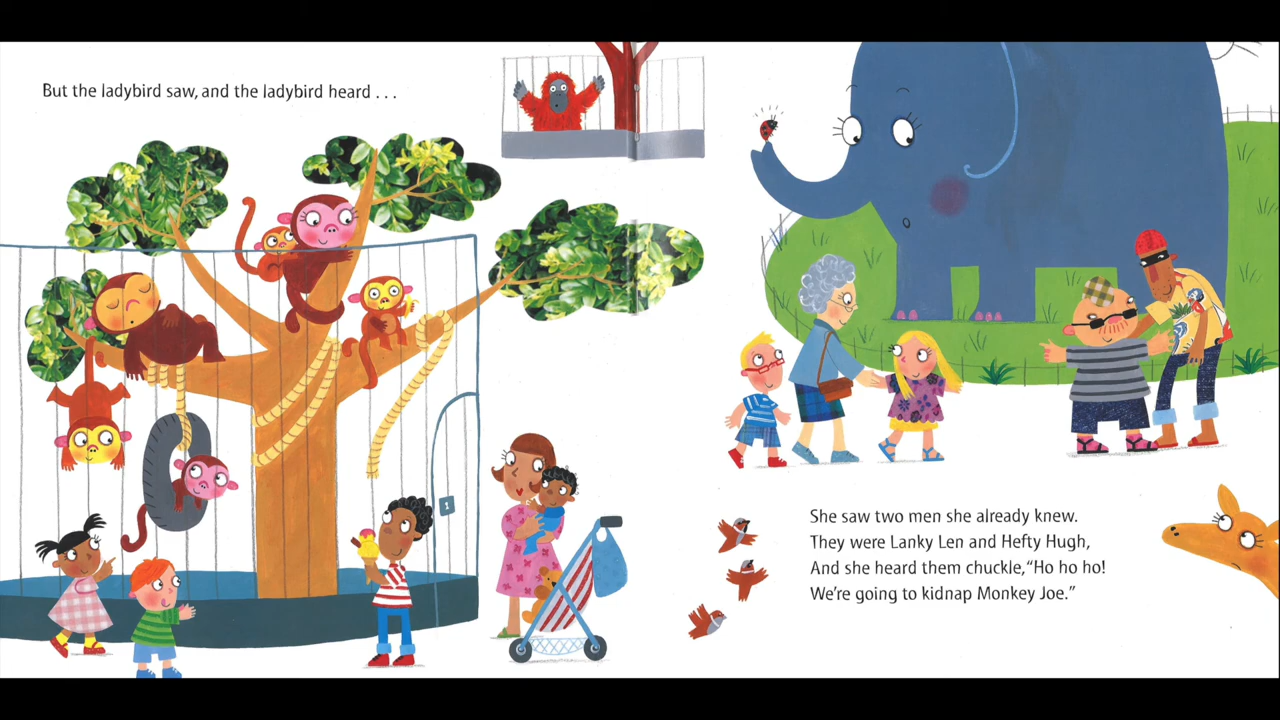 But the ladybird saw, and the ladybird heard . . .
She saw two men she already knew.
They were Lanky Len and Hefty Hugh,
And she heard them chuckle,“Ho ho ho!
We’re going to kidnap Monkey Joe.”